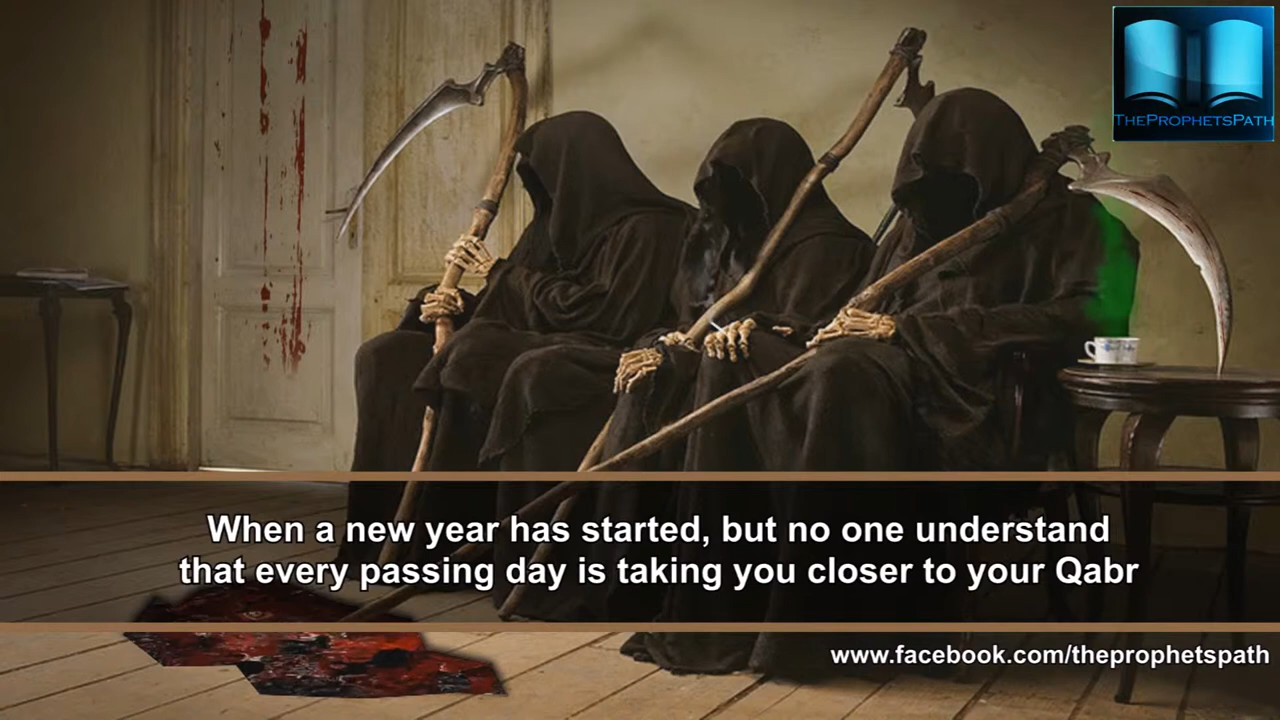 THEPROPHETSPATH
When a new year has started, but no one understand
that every passing day is taking you closer to your Qabr
www.facebook.com/theprophetspath